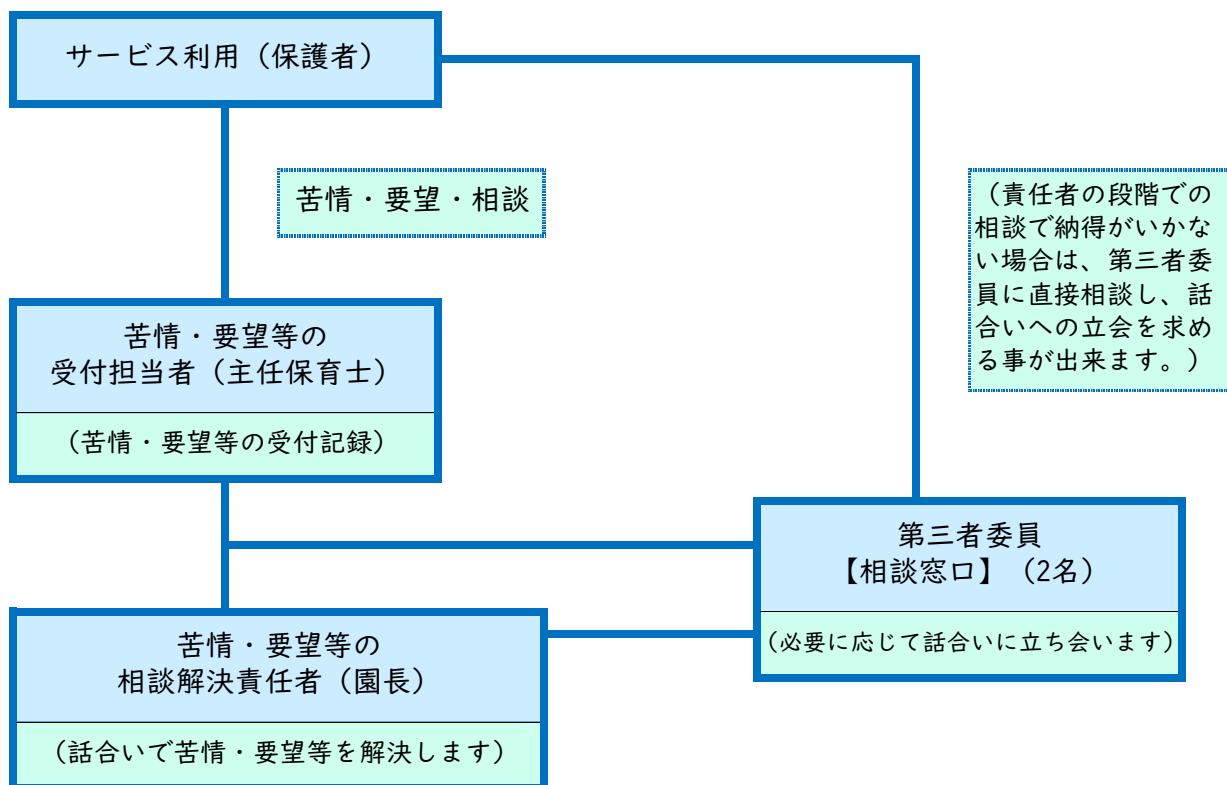 サービス利用（保護者）
苦情・要望・相談
（責任者の段階での
相談で納得がいかな
い場合は、第三者委
員に直接相談し、話
合いへの立会を求め
る事が出来ます。）
苦情・要望等の
受付担当者（主任保育士）
（苦情・要望等の受付記録）
第三者委員
【相談窓口】（2名）
（必要に応じて話合いに立ち会います）
苦情・要望等の
相談解決責任者（園長）
（話合いで苦情・要望等を解決します）